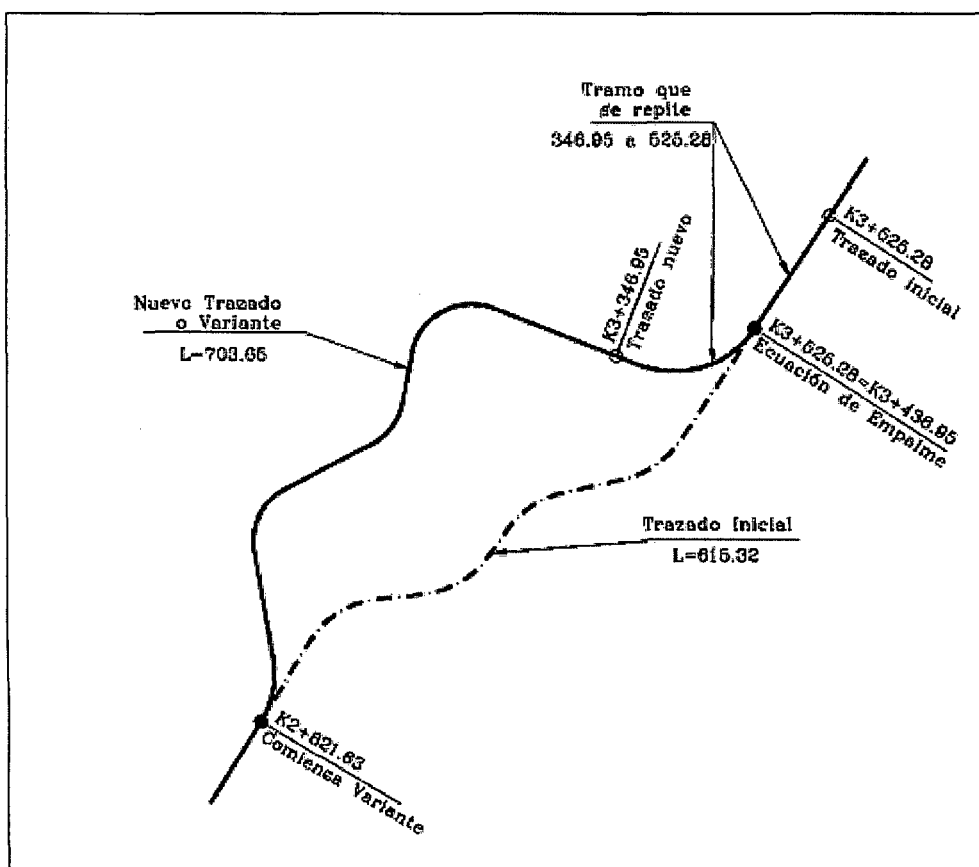 Tramo que
se repite
346.95 a 525.28
K3+525.28
Trazado inicial
K3+346.95
Trazado nuevo
Nuevo Trazado
o Variante
L-703.65
K3+525.28=K3+436.95
Ecuación de Empalme
Trazado Inicial
L=615.32
K2+821.63
Comienza Variante